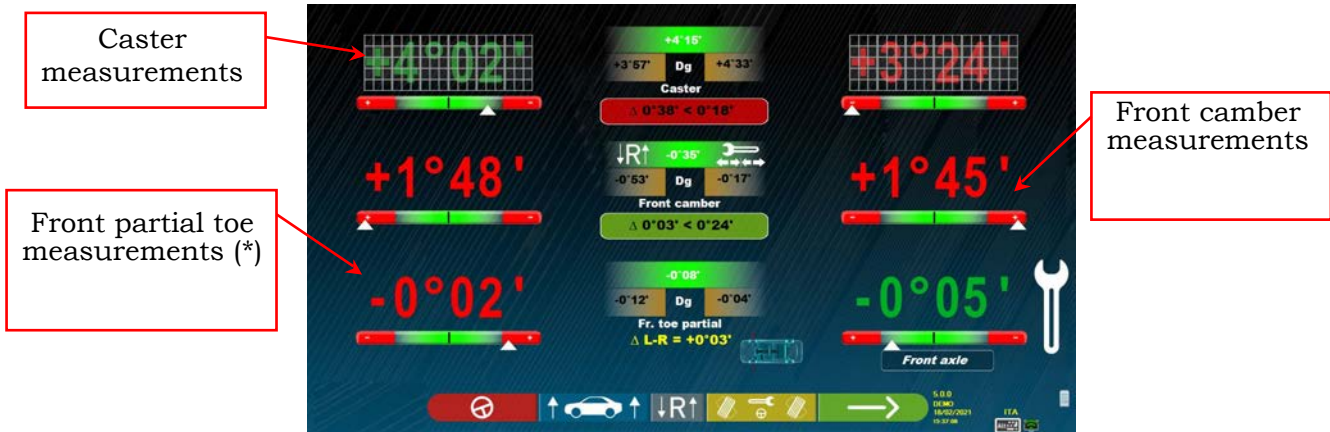 Caster
measurements
+4°02'
+4°15'
+3°57' Dg +4°33'
Caster
Δ 0°38' < 0°18'
+3°24'
Front camber
measurements
+1°48'
↓R↑ -0°35'
-0°53' Dg -0°17'
Front camber
Δ 0°03' < 0°24'
+1°45'
Front partial toe
measurements (*)
-0°02'
-0°08'
-0°12' Dg -0°04'
Fr. toe partial
Δ L-R = +0°03'
-0°05'
Front axle
↓R↑
5.0.0
DEMO
18/02/2021
15:37:08
ITA